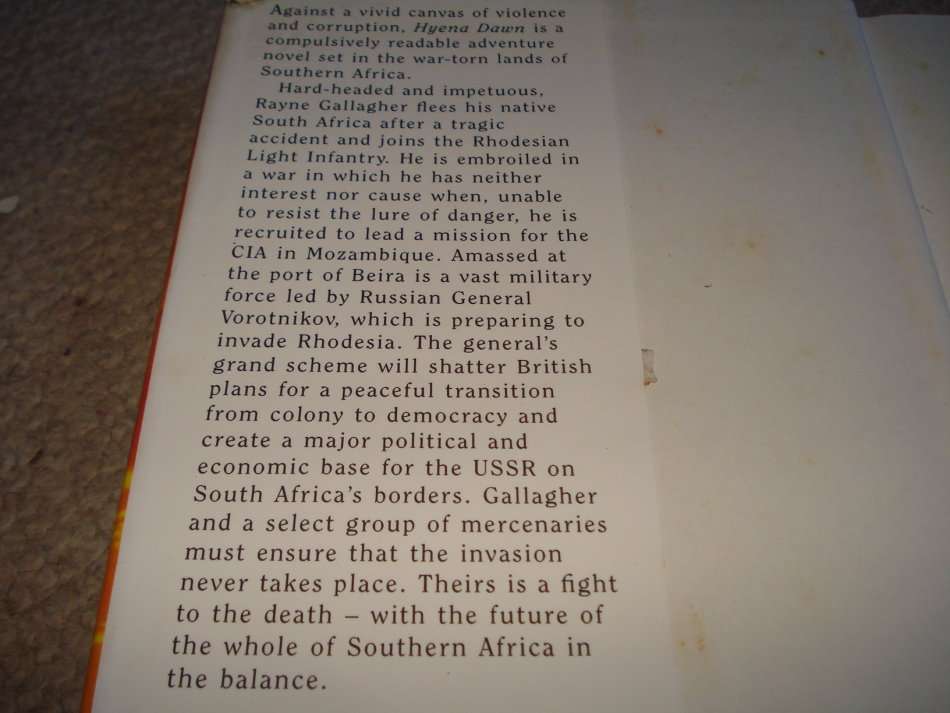 Against a vivid canvas of violence
and corruption, Hyena Dawn is a
compulsively readable adventure
novel set in the war-torn lands of
Southern Africa.
Hard-headed and impetuous,
Rayne Gallagher flees his native
South Africa after a tragic
accident and joins the Rhodesian
Light Infantry. He is embroiled in
a war in which he has neither
interest nor cause when, unable
to resist the lure of danger, he is
recruited to lead a mission for the
CIA in Mozambique. Amassed at
the port of Beira is a vast military
force led by Russian General
Vorotnikov, which is preparing to
invade Rhodesia. The general's
grand scheme will shatter British
plans for a peaceful transition
from colony to democracy and
create a major political and
economic base for the USSR on
South Africa's borders. Gallagher
and a select group of mercenaries
must ensure that the invasion
never takes place. Theirs is a fight
to the death – with the future of
the whole of Southern Africa in
the balance.